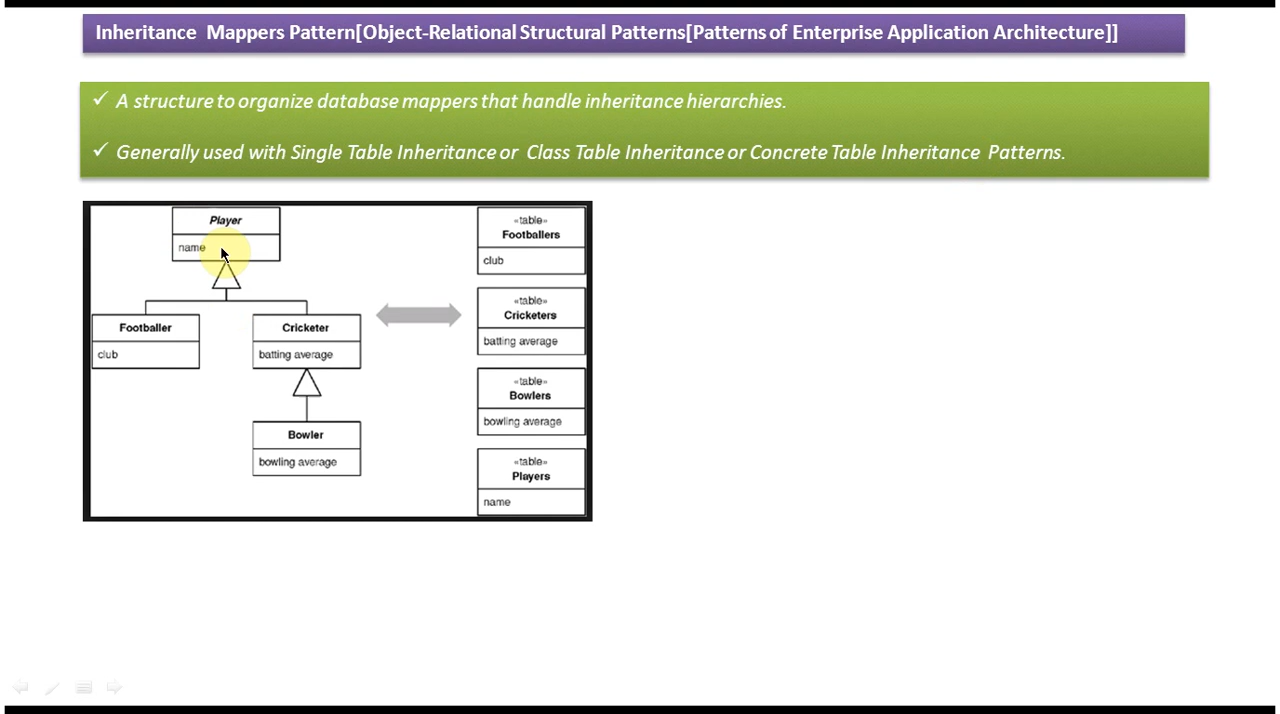 Inheritance  Mappers Pattern[Object-Relational Structural Patterns[Patterns of Enterprise Application Architecture]]
✓ A structure to organize database mappers that handle inheritance hierarchies.
✓ Generally used with Single Table Inheritance or  Class Table Inheritance or Concrete Table Inheritance  Patterns.
Player
name
Footballer
club
Cricketer
batting average
Bowler
bowling average
«table»
Footballers
club
«table»
Cricketers
batting average
«table»
Bowlers
bowling average
«table»
Players
name